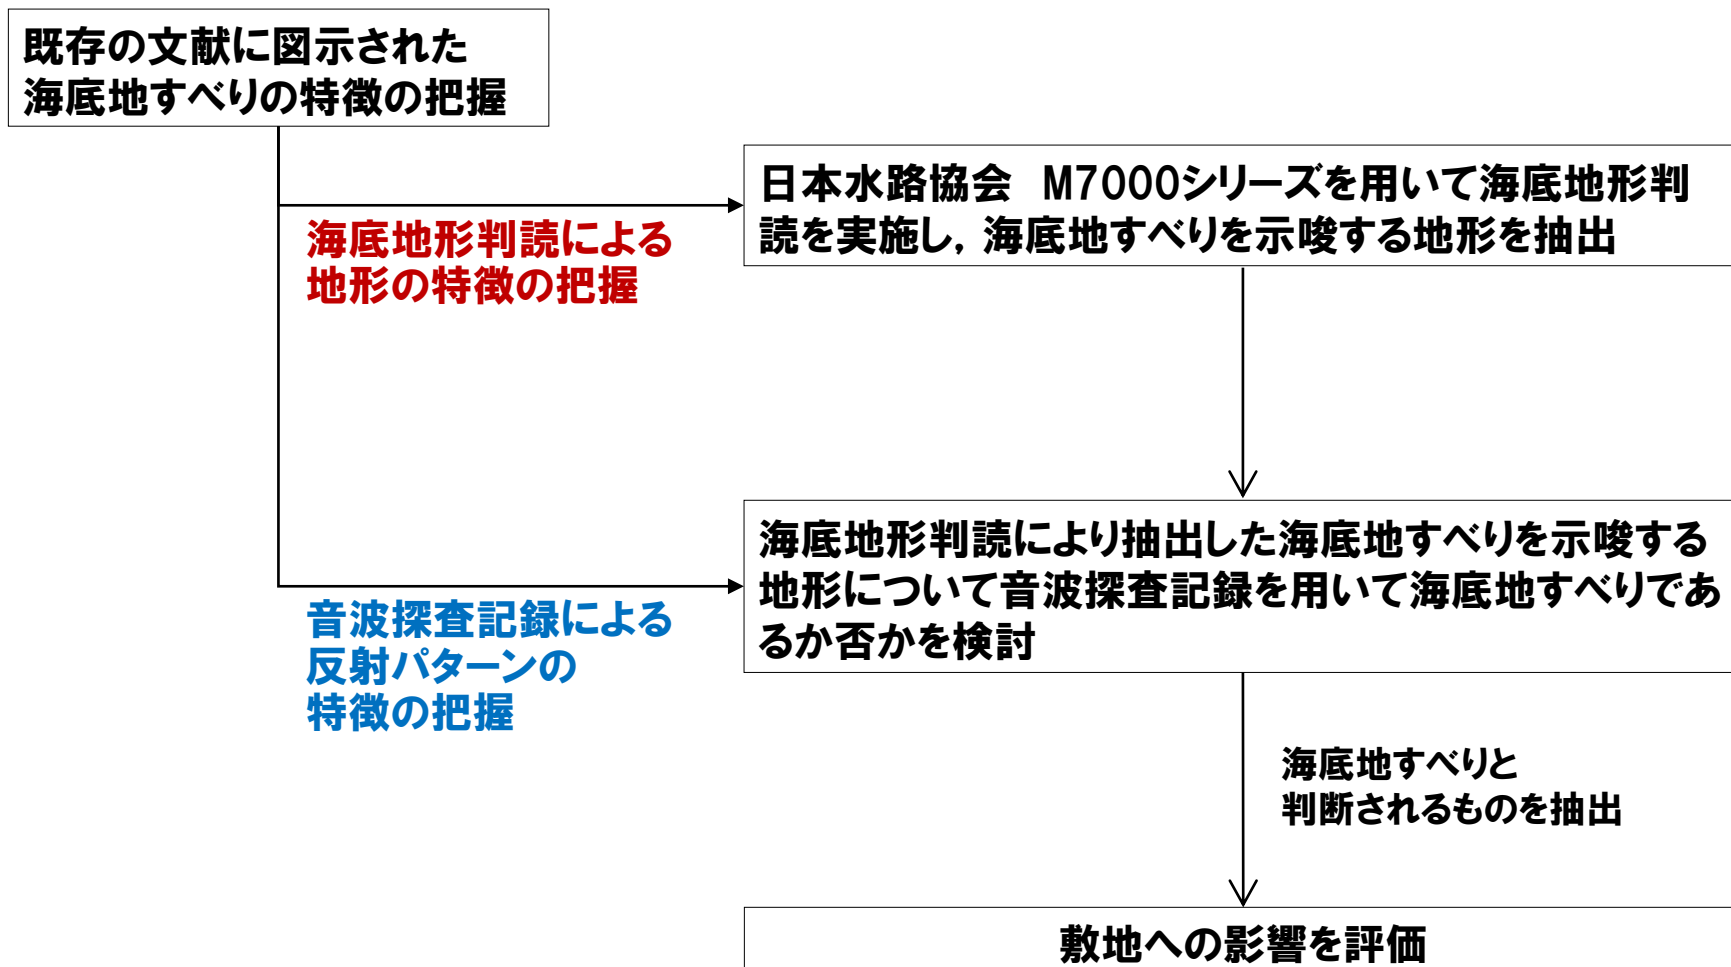 既存の文献に図示された
海底地すべりの特徴の把握
日本水路協会　M7000シリーズを用いて海底地形判
読を実施し，海底地すべりを示唆する地形を抽出
海底地形判読による
地形の特徴の把握
海底地形判読により抽出した海底地すべりを示唆する
地形について音波探査記録を用いて海底地すべりであ
るか否かを検討
音波探査記録による
反射パターンの
特徴の把握
海底地すべりと
判断されるものを抽出
敷地への影響を評価